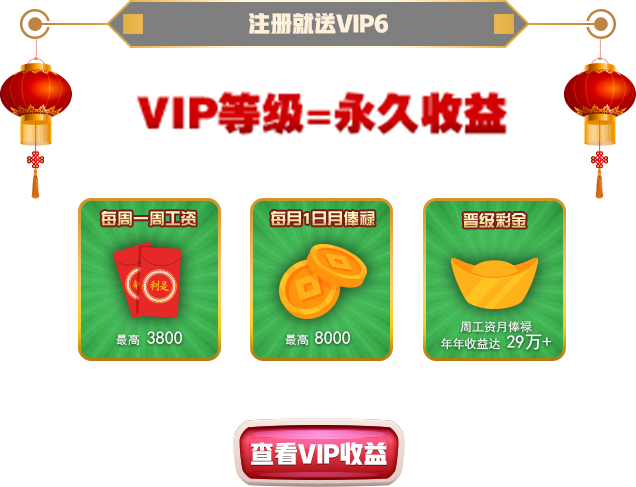 注册就送VIP6
VIP等级=永久收益
每周一周工资
每月1日月俸禄
晋级彩金
利是
最高 3800
最高 8000
周工资月俸禄
年年收益达 29万+
查看VIP收益